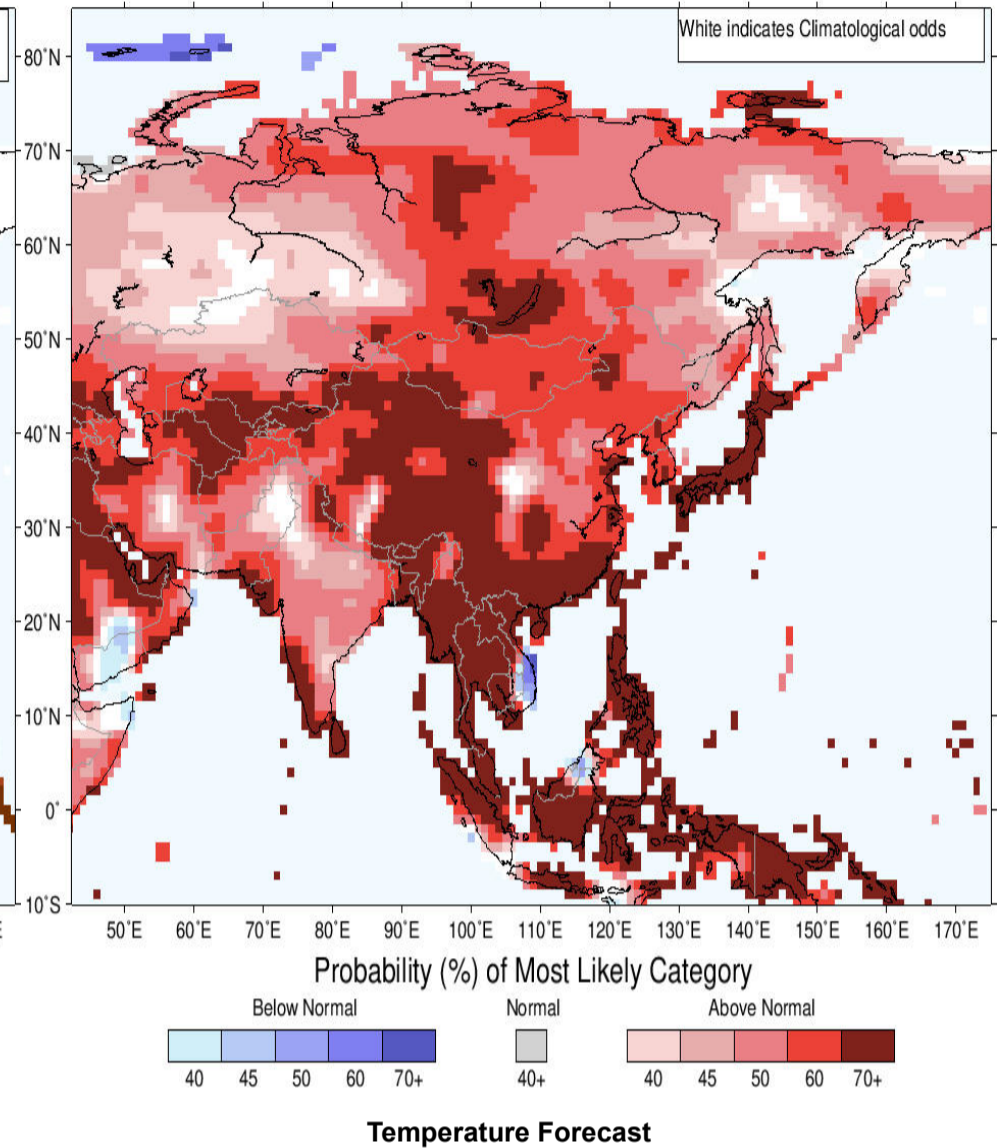 White indicates Climatological odds
80°N
70°N
60°N
50°N
40°N
30°N
20°N
10°N
0°
10°S
E
50°E 60°E 70°E 80°E 90°E 100°E 110°E 120°E 130°E 140°E 150°E 160°E 170°E
Probability (%) of Most Likely Category
Below Normal Normal Above Normal
40 45 50 60 70+ 40+ 40 45 50 60 70+
Temperature Forecast